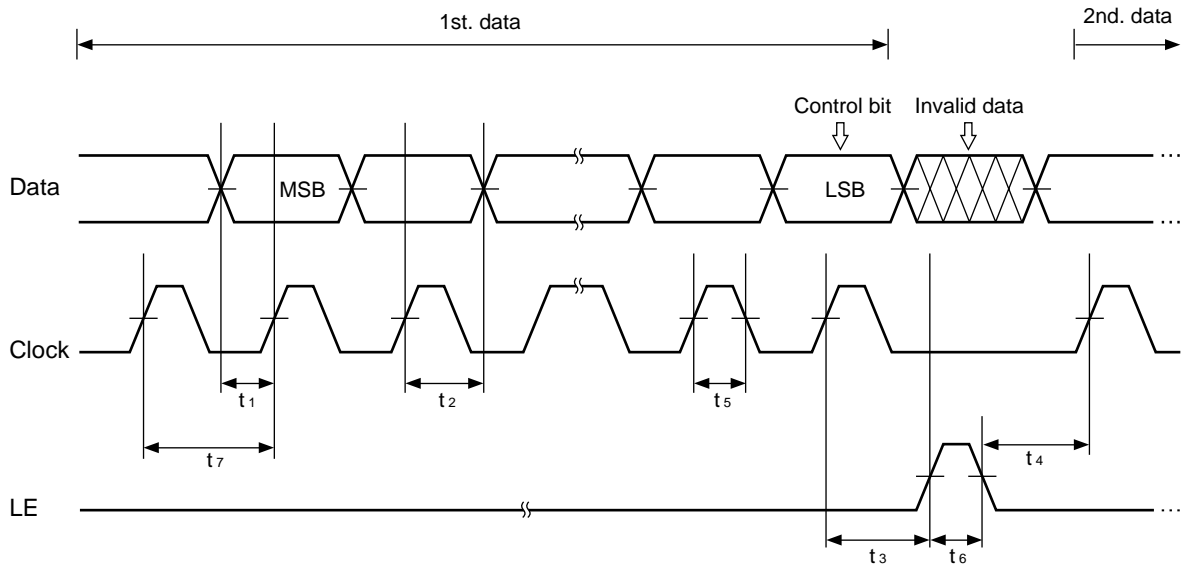 1st. data
2nd. data
Control bit
Invalid data
Data
MSB
LSB
...
Clock
...
t1
t2
t5
t7
t4
LE
...
t3
t6